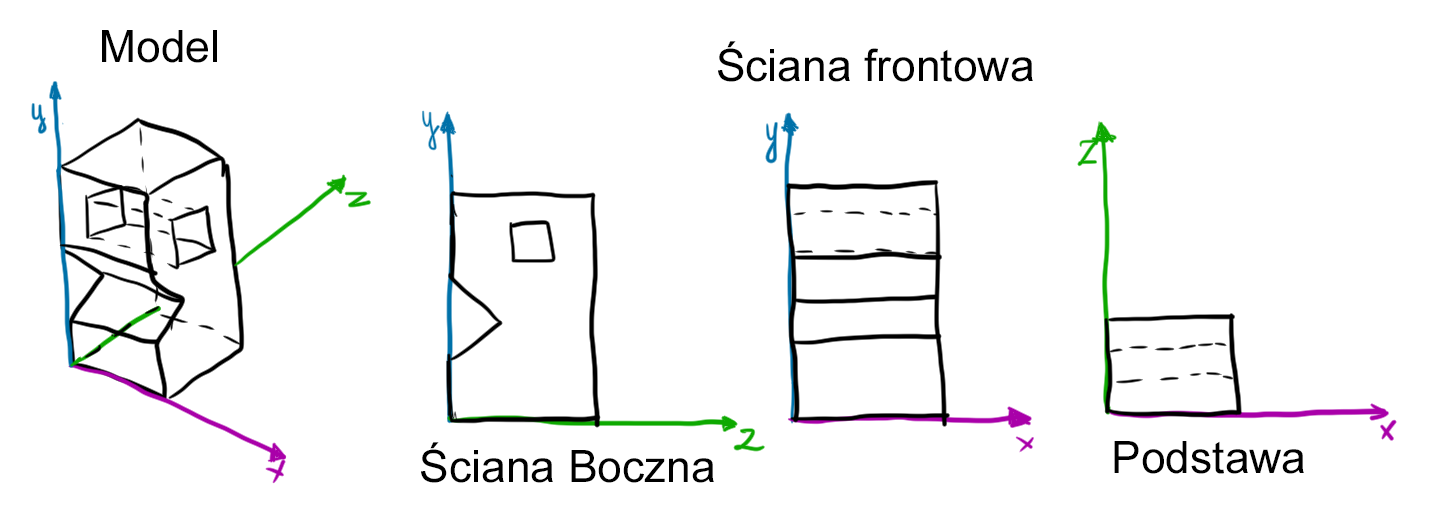 Model
y
z
x
Ściana Boczna
y
z
Ściana frontowa
y
x
Podstawa
z
x